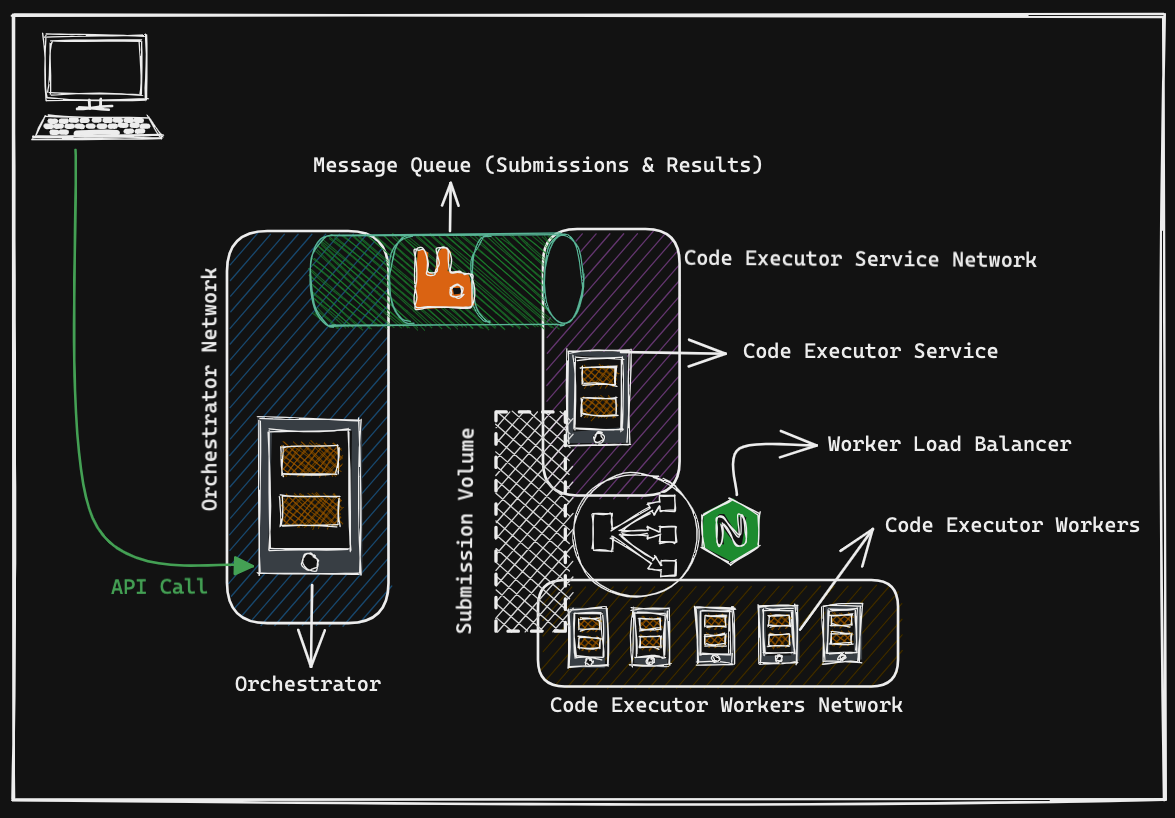 Message Queue (Submissions & Results)
Code Executor Service Network
Orchestrator Network
Code Executor Service
Submission Volume
Worker Load Balancer
Code Executor Workers
API Call
Orchestrator
Code Executor Workers Network